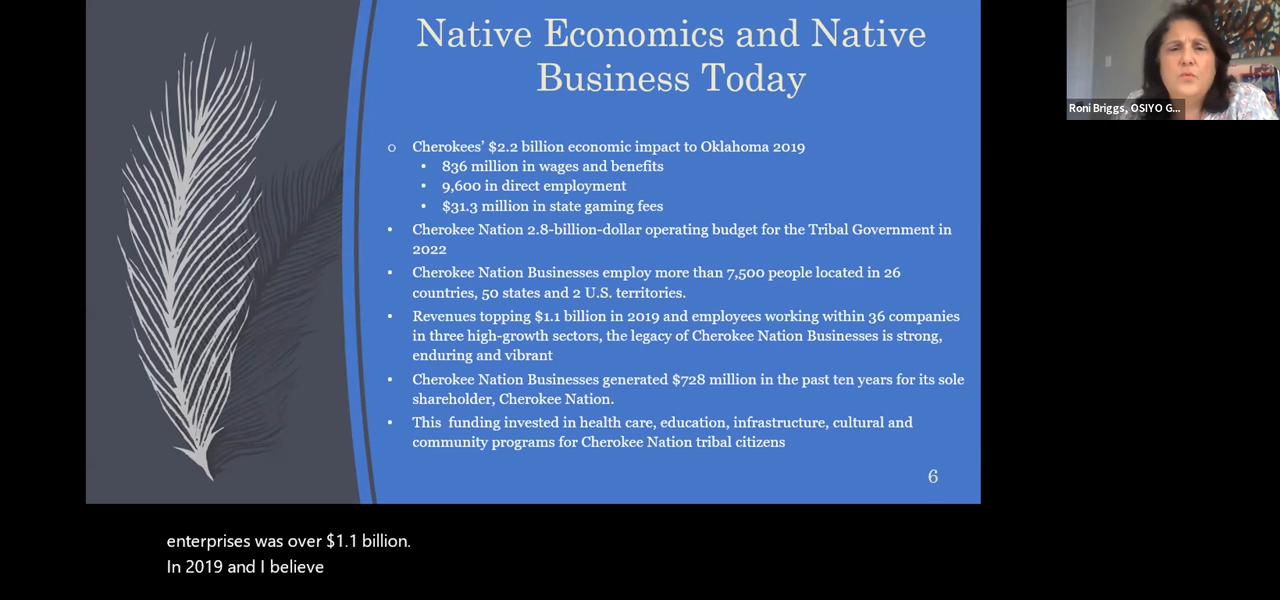 Native Economics and Native
Business Today
o Cherokees’ $2.2 billion economic impact to Oklahoma 2019
• 836 million in wages and benefits
• 9,600 in direct employment
• $31.3 million in state gaming fees
• Cherokee Nation 2.8-billion-dollar operating budget for the Tribal Government in
2022
• Cherokee Nation Businesses employ more than 7,500 people located in 26
countries, 50 states and 2 U.S. territories.
• Revenues topping $1.1 billion in 2019 and employees working within 36 companies
in three high-growth sectors, the legacy of Cherokee Nation Businesses is strong,
enduring and vibrant
• Cherokee Nation Businesses generated $728 million in the past ten years for its sole
shareholder, Cherokee Nation.
• This  funding invested in health care, education, infrastructure, cultural and
community programs for Cherokee Nation tribal citizens
6
Roni Briggs, OSIYO G...
enterprises was over $1.1 billion.
In 2019 and I believe